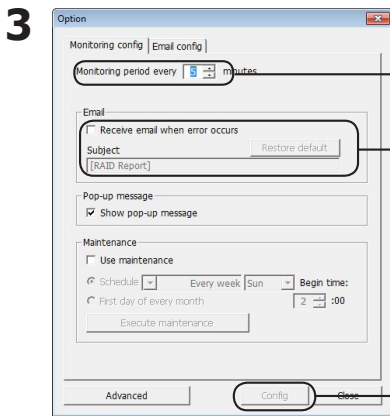 3
Option
Monitoring config Email config
Monitoring period every 5 minutes
Email
Receive email when error occurs
Subject Restore default
[RAID Report]
Pop-up message
Show pop-up message
Maintenance
Use maintenance
Schedule Every week Sun Begin time:
First day of every month 2 :00
Execute maintenance
Advanced Config Close